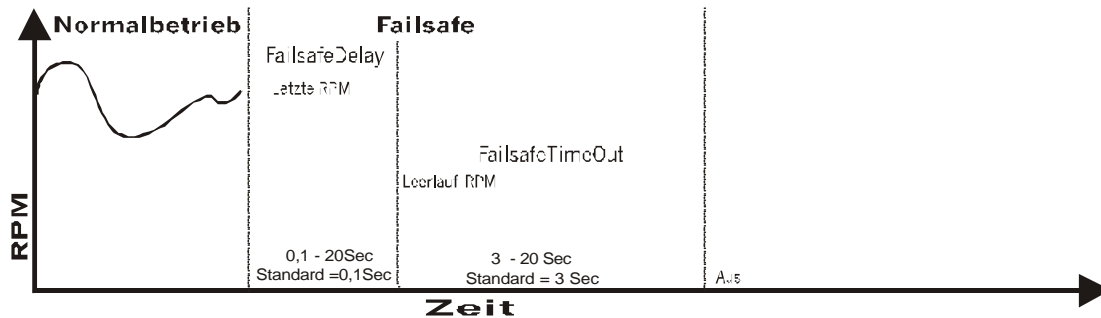 Normalbetrieb
Failsafe
FailsafeDelay
Letzte RPM
FailsafeTimeOut
Leerlauf RPM
RPM
0,1 - 20Sec
Standard =0,1Sec
3 - 20 Sec
Standard = 3 Sec
Aus
Zeit